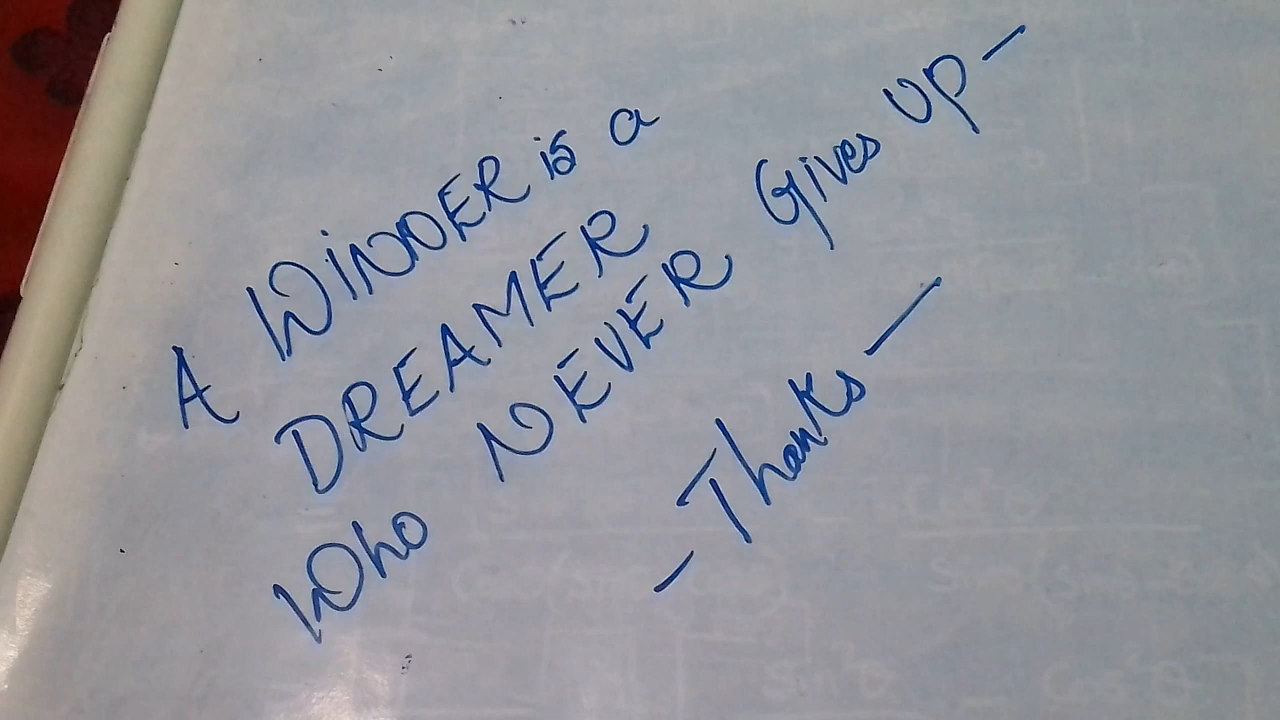 A WINNER is a
DREAMER
Who NEVER Gives UP -
- Thanks -